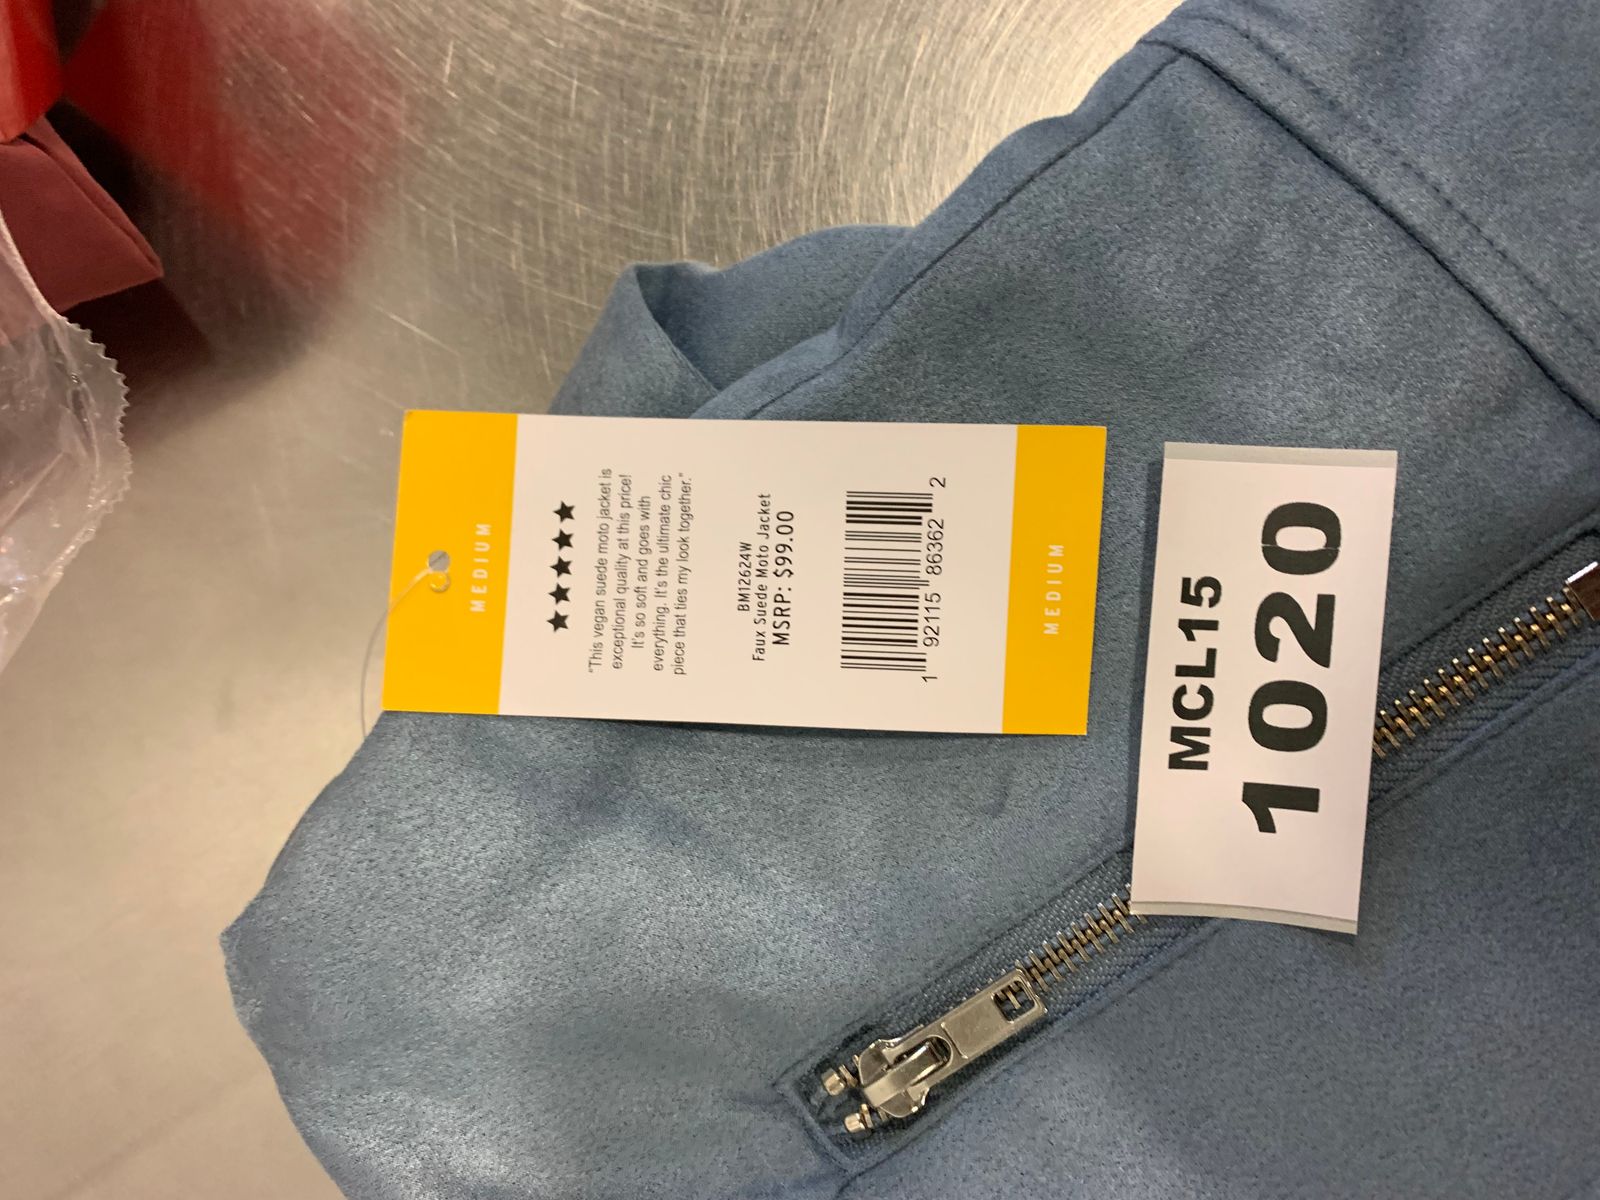 MEDIUM
★★★★★
"This vegan suede moto jacket is
exceptional quality at this price!
It's so soft and goes with
everything. It's the ultimate chic
piece that ties my look together."
BM12624W
Faux Suede Moto Jacket
MSRP: $99.00
1 92115 86362 2
MEDIUM
MCL15
1020